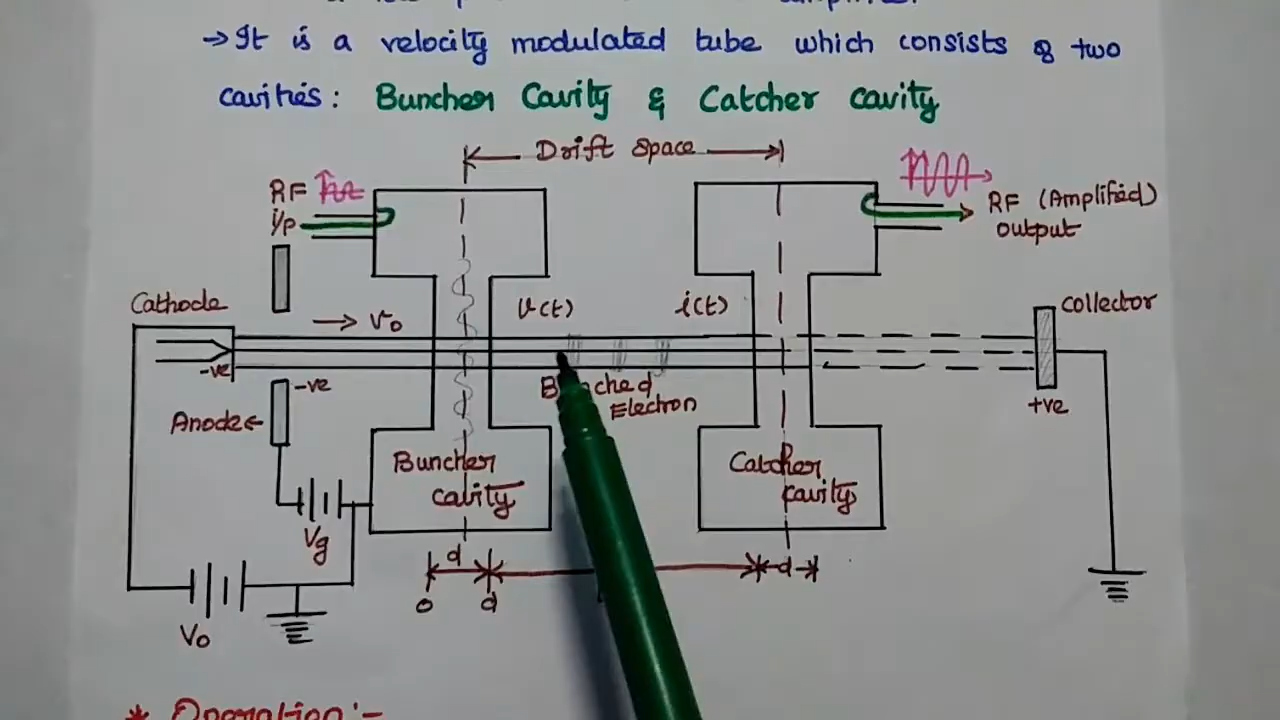 → It is a velocity modulated tube which consists of two
cavities: Buncher Cavity & Catcher cavity
Drift Space
RF
i/p
RF (Amplified)
output
Cathode
→ v₀
v(t)
i(t)
Collector
-ve
-ve
Electron
+ve
Anode
Buncher
cavity
Catcher
cavity
Vg
d
d
0
d
V₀
* Operation:-